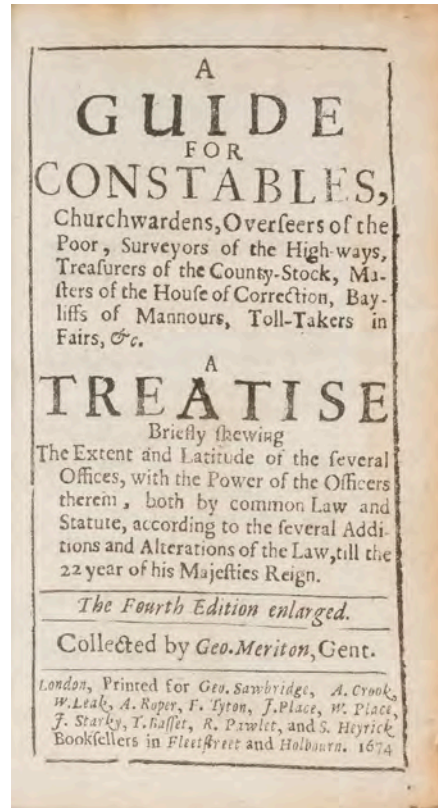 A
GUIDE
FOR
CONSTABLES,
Churchwardens, Overſeers of the
Poor, Surveyors of the High-ways,
Treaſurers of the County-Stock, Ma-
ſters of the Houſe of Correction, Bay-
liffs of Mannours, Toll-Takers in
Fairs, &c.
A
TREATISE
Briefly ſhewing
The Extent and Latitude of the ſeveral
Offices, with the Power of the Officers
therein, both by common Law and
Statute, according to the ſeveral Addi-
tions and Alterations of the Law, till the
22 year of his Majeſties Reign.
The Fourth Edition enlarged.
Collected by Geo. Meriton, Gent.
London, Printed for Geo. Sawbridge, A. Crook,
W. Leak, A. Roper, F. Tyton, J. Place, W. Place,
J. Starky, T. Baſſet, R. Pawlet, and S. Heyrick
Bookſellers in Fleetſtreet and Holbourn. 1674